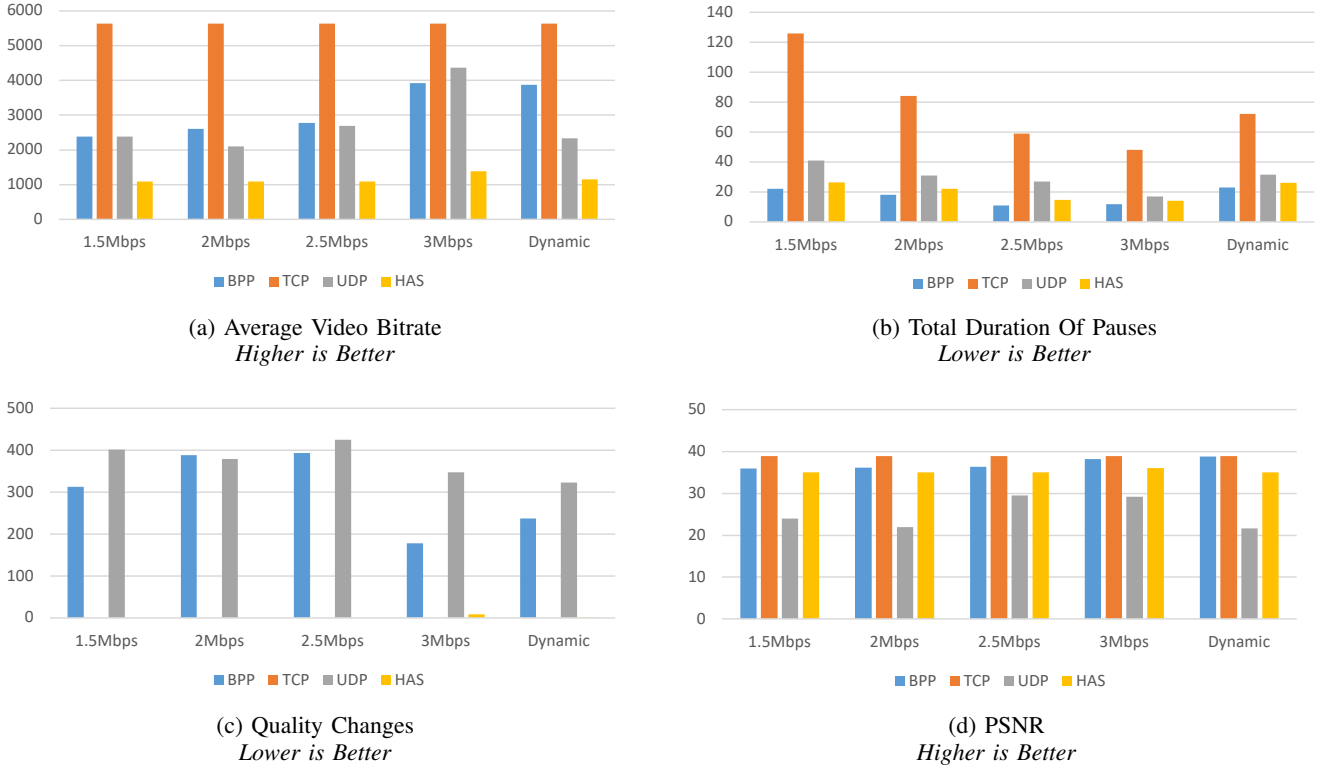 6000
5000
4000
3000
2000
1000
0
1.5Mbps 2Mbps 2.5Mbps 3Mbps Dynamic
BPP TCP UDP HAS
(a) Average Video Bitrate
Higher is Better
140
120
100
80
60
40
20
0
1.5Mbps 2Mbps 2.5Mbps 3Mbps Dynamic
BPP TCP UDP HAS
(b) Total Duration Of Pauses
Lower is Better
500
400
300
200
100
0
1.5Mbps 2Mbps 2.5Mbps 3Mbps Dynamic
BPP TCP UDP HAS
(c) Quality Changes
Lower is Better
50
40
30
20
10
0
1.5Mbps 2Mbps 2.5Mbps 3Mbps Dynamic
BPP TCP UDP HAS
(d) PSNR
Higher is Better